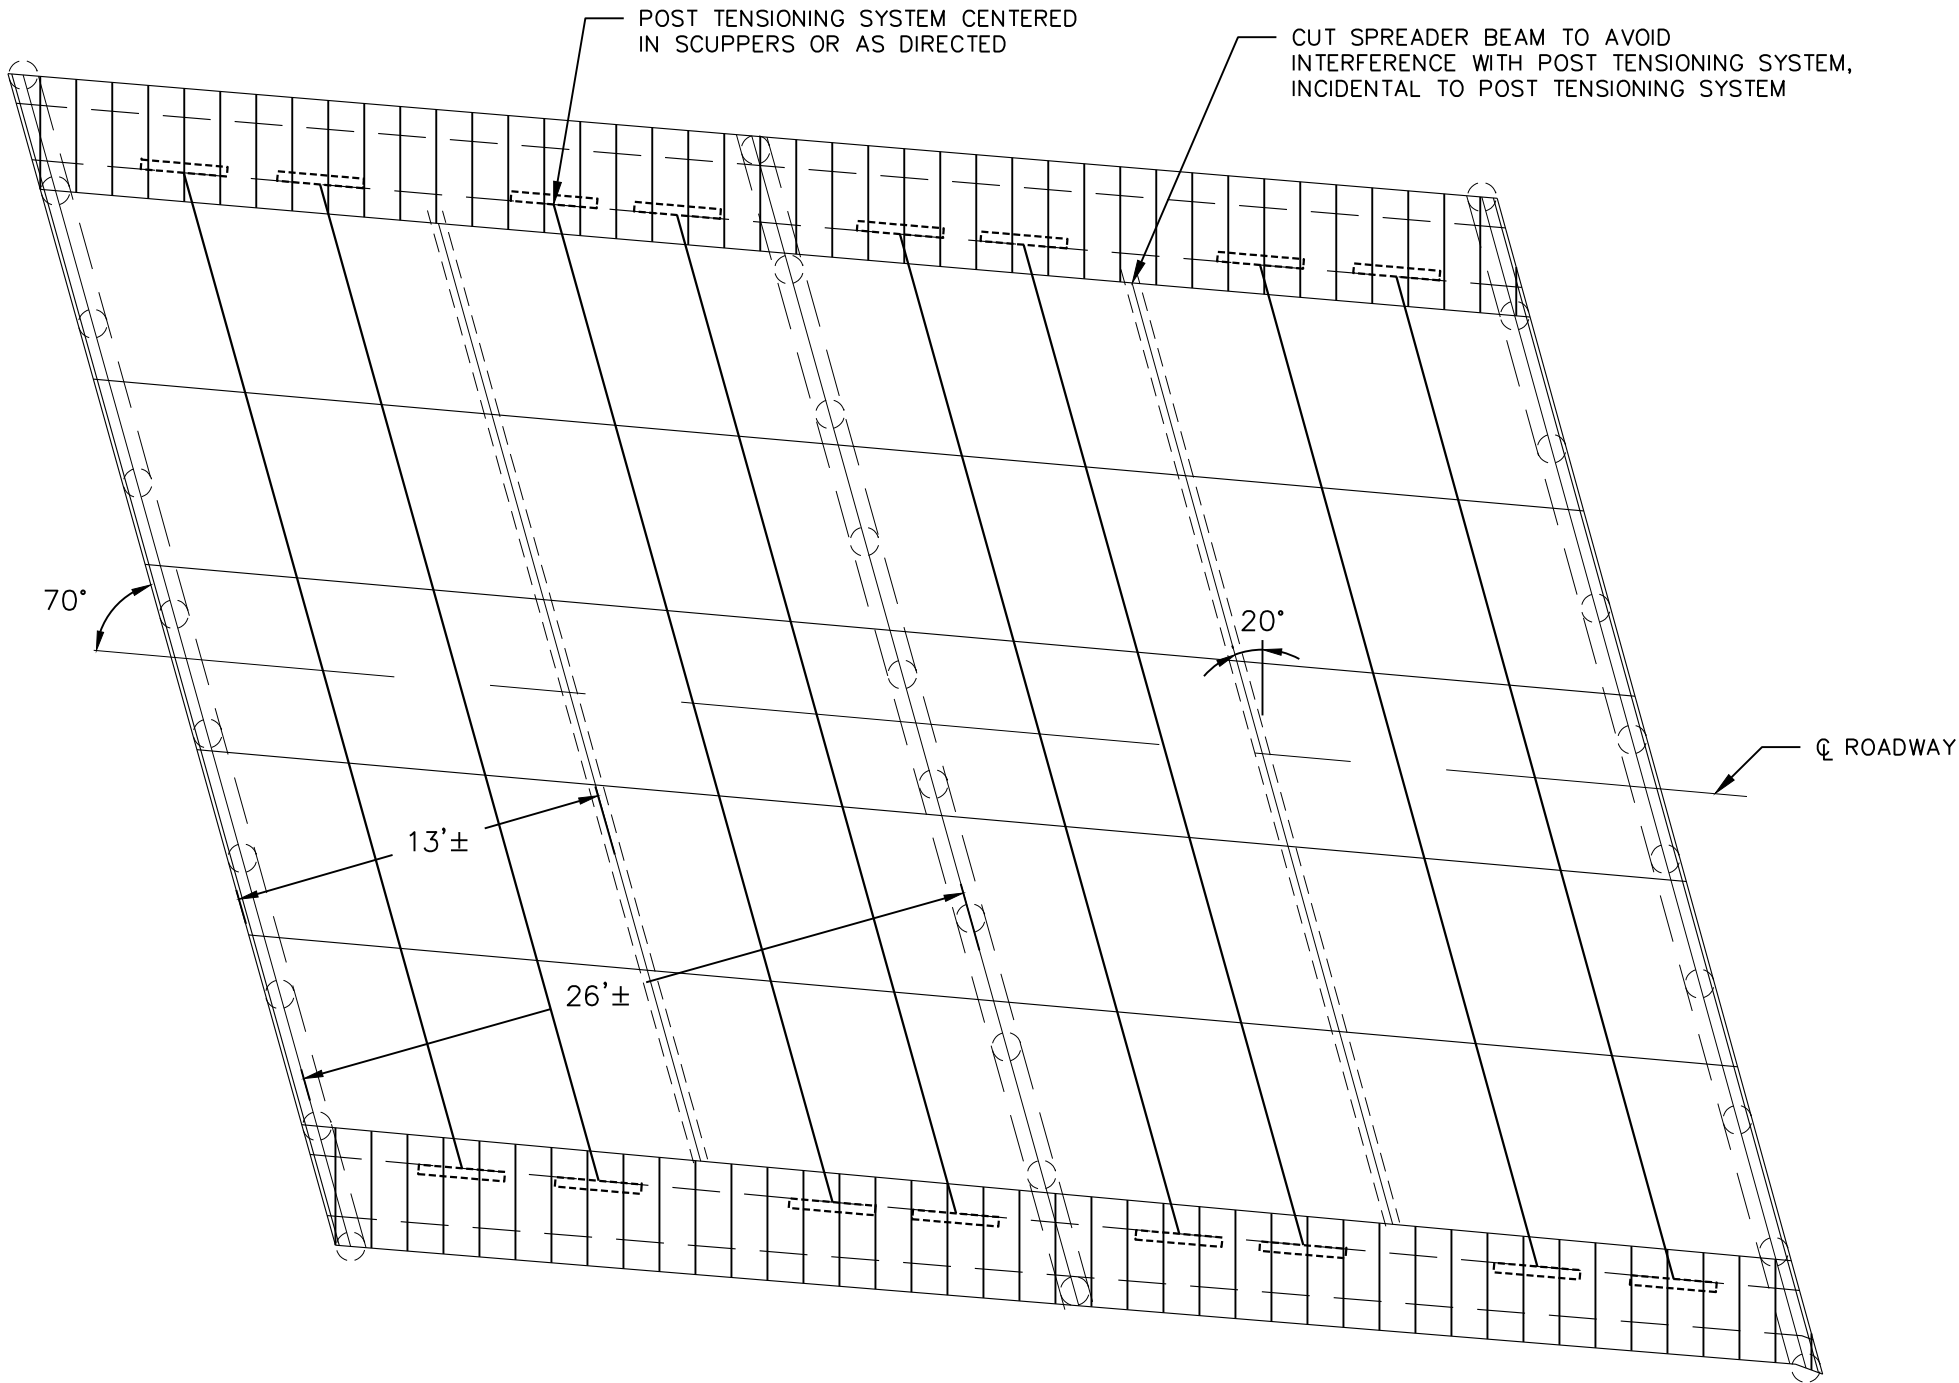 POST TENSIONING SYSTEM CENTERED
IN SCUPPERS OR AS DIRECTED
CUT SPREADER BEAM TO AVOID
INTERFERENCE WITH POST TENSIONING SYSTEM,
INCIDENTAL TO POST TENSIONING SYSTEM
70°
20°
℄ ROADWAY
13'±
26'±